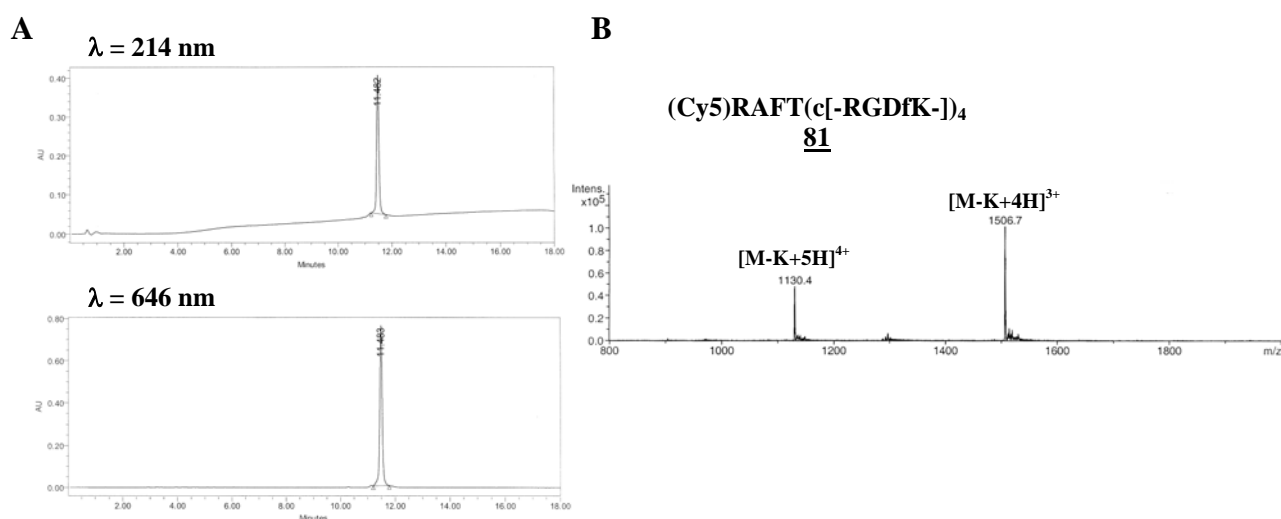 A
λ = 214 nm
0.40
0.30
0.20
0.10
0.00
AU
11.482
2.00 4.00 6.00 8.00 10.00 12.00 14.00 16.00 18.00
Minutes
λ = 646 nm
0.80
0.60
0.40
0.20
0.00
AU
11.483
2.00 4.00 6.00 8.00 10.00 12.00 14.00 16.00 18.00
Minutes
B
(Cy5)RAFT(c[-RGDfK-])₄
81
Intens.
x10⁵
1.0
0.8
0.6
0.4
0.2
0.0
[M-K+5H]⁴⁺
1130.4
[M-K+4H]³⁺
1506.7
800 1000 1200 1400 1600 1800 m/z